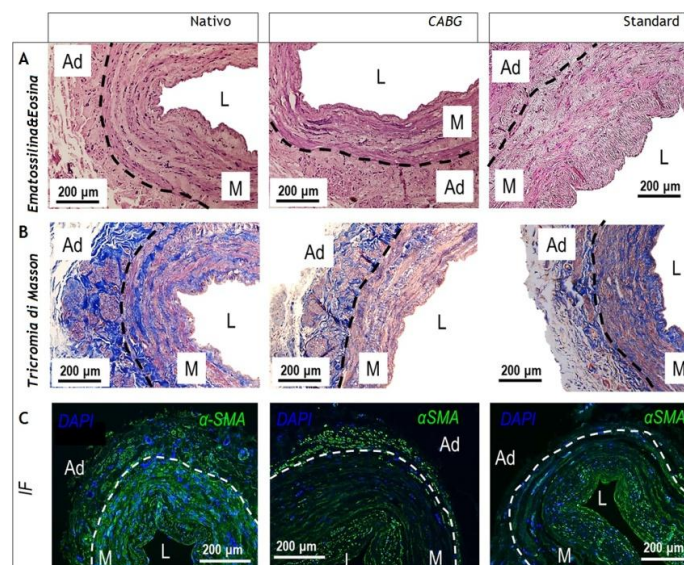 Nativo CABG Standard
A
Ematossilina&Eosina
Ad L M 200 µm
L M Ad 200 µm
Ad M L 200 µm
B
Tricromia di Masson
Ad L M 200 µm
Ad L M 200 µm
Ad L M 200 µm
C
IF
DAPI α-SMA
Ad M L 200 µm
DAPI αSMA
Ad M L 200 µm
DAPI αSMA
Ad L M 200 µm